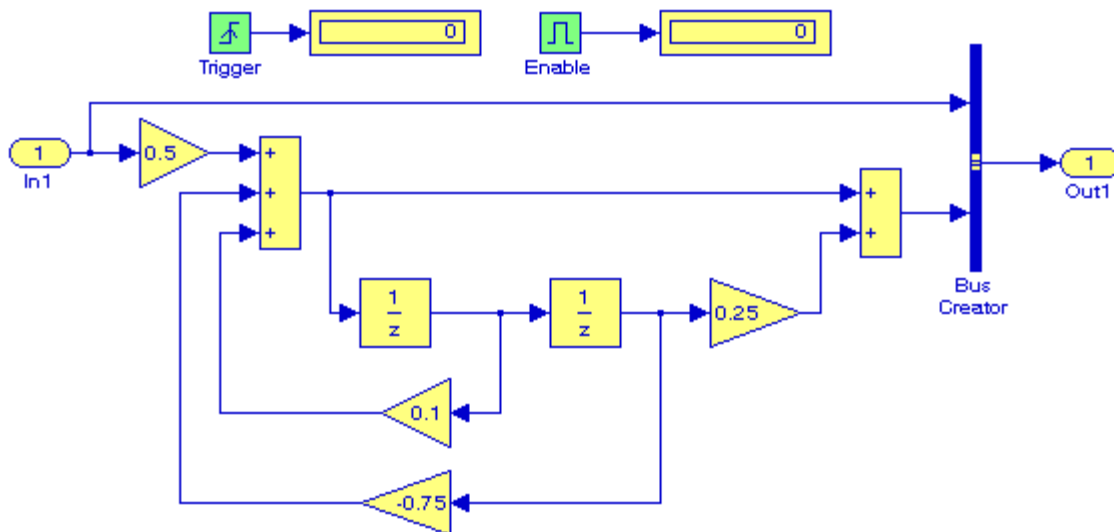 0
0
Trigger
Enable
1
In1
0.5
+
+
+
+
+
1
Out1
Bus
Creator
1
z
1
z
0.25
0.1
-0.75